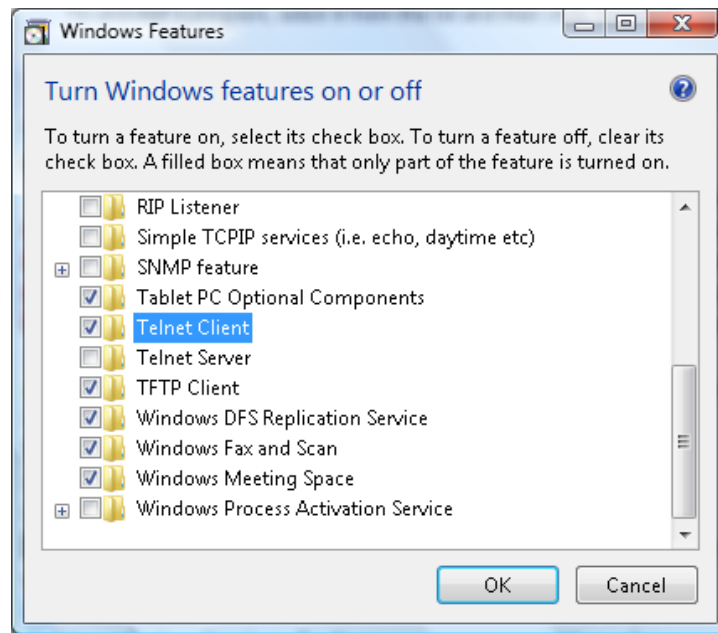 Windows Features
Turn Windows features on or off
To turn a feature on, select its check box. To turn a feature off, clear its
check box. A filled box means that only part of the feature is turned on.
RIP Listener
Simple TCPIP services (i.e. echo, daytime etc)
SNMP feature
Tablet PC Optional Components
Telnet Client
Telnet Server
TFTP Client
Windows DFS Replication Service
Windows Fax and Scan
Windows Meeting Space
Windows Process Activation Service
OK Cancel